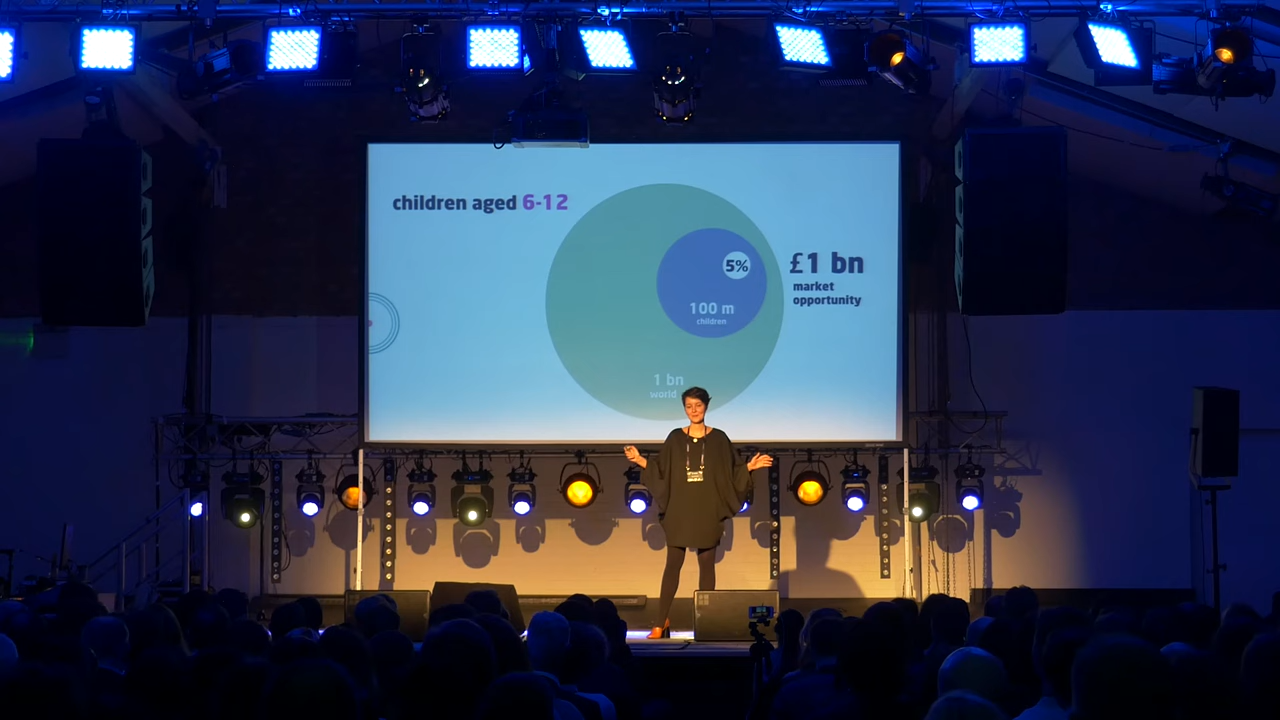 children aged 6-12
5%
£1 bn
market
opportunity
100 m
children
1 bn
world